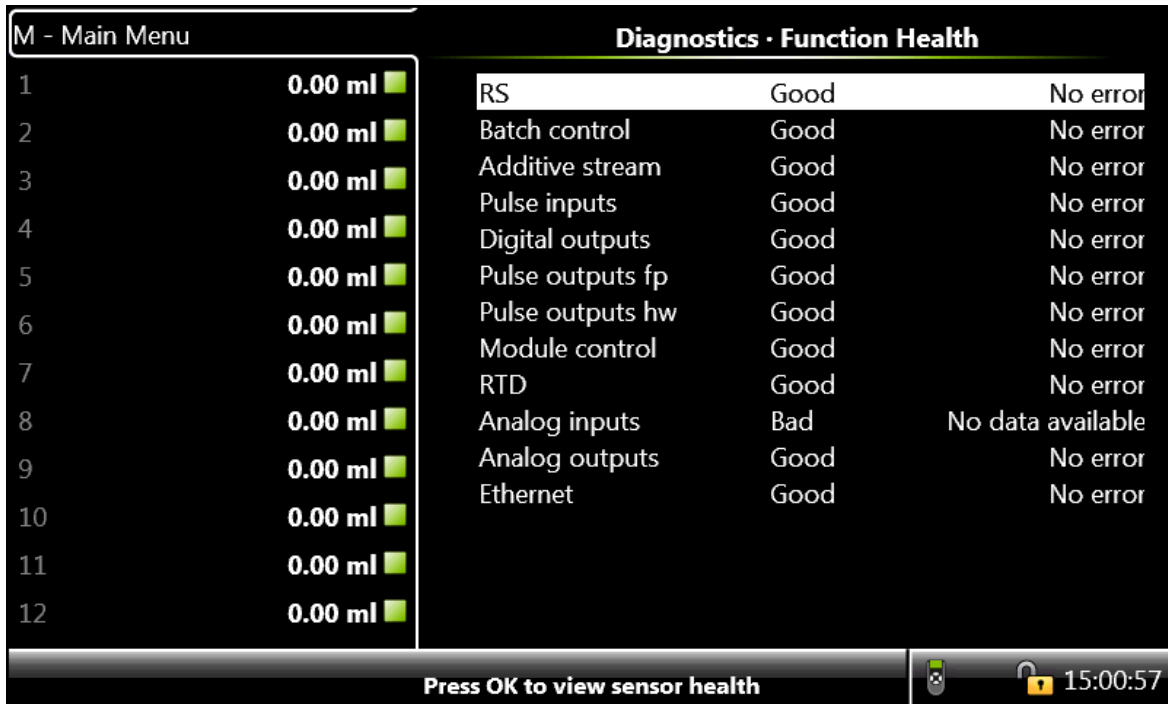 M - Main Menu
1 0.00 ml
2 0.00 ml
3 0.00 ml
4 0.00 ml
5 0.00 ml
6 0.00 ml
7 0.00 ml
8 0.00 ml
9 0.00 ml
10 0.00 ml
11 0.00 ml
12 0.00 ml
Diagnostics · Function Health
RS Good No error
Batch control Good No error
Additive stream Good No error
Pulse inputs Good No error
Digital outputs Good No error
Pulse outputs fp Good No error
Pulse outputs hw Good No error
Module control Good No error
RTD Good No error
Analog inputs Bad No data available
Analog outputs Good No error
Ethernet Good No error
Press OK to view sensor health
15:00:57